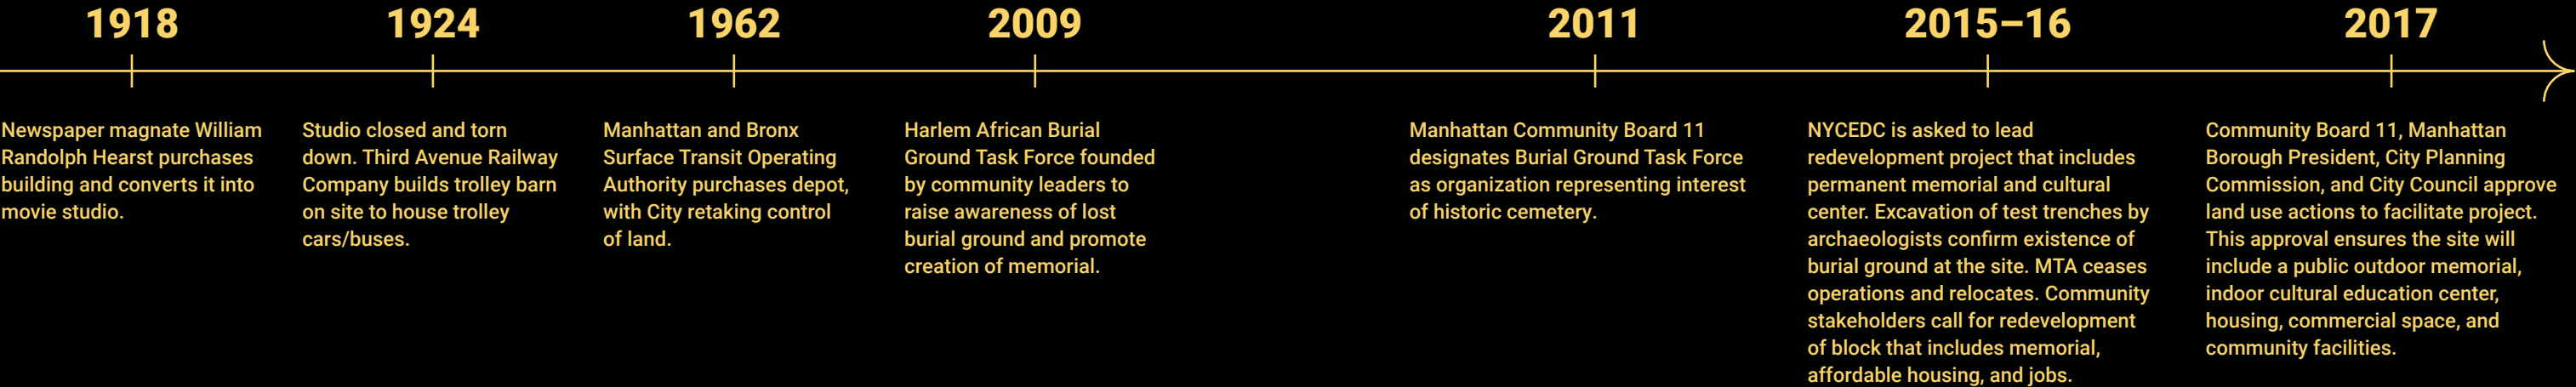 1918
Newspaper magnate William
Randolph Hearst purchases
building and converts it into
movie studio.
1924
Studio closed and torn
down. Third Avenue Railway
Company builds trolley barn
on site to house trolley
cars/buses.
1962
Manhattan and Bronx
Surface Transit Operating
Authority purchases depot,
with City retaking control
of land.
2009
Harlem African Burial
Ground Task Force founded
by community leaders to
raise awareness of lost
burial ground and promote
creation of memorial.
2011
Manhattan Community Board 11
designates Burial Ground Task Force
as organization representing interest
of historic cemetery.
2015–16
NYCEDC is asked to lead
redevelopment project that includes
permanent memorial and cultural
center. Excavation of test trenches by
archaeologists confirm existence of
burial ground at the site. MTA ceases
operations and relocates. Community
stakeholders call for redevelopment
of block that includes memorial,
affordable housing, and jobs.
2017
Community Board 11, Manhattan
Borough President, City Planning
Commission, and City Council approve
land use actions to facilitate project.
This approval ensures the site will
include a public outdoor memorial,
indoor cultural education center,
housing, commercial space, and
community facilities.